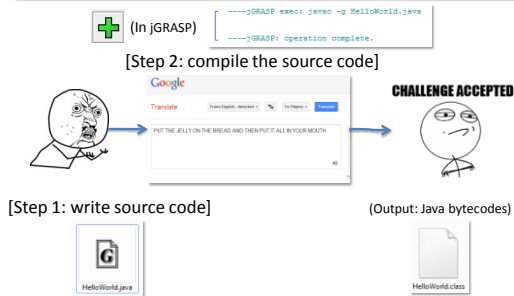 (In jGRASP)
----jGRASP exec: javac -g HelloWorld.java
----jGRASP: operation complete.
[Step 2: compile the source code]
Google
Translate
From: English - detected
To: Filipino
Translate
PUT THE JELLY ON THE BREAD AND THEN PUT IT ALL IN YOUR MOUTH
CHALLENGE ACCEPTED
[Step 1: write source code]
(Output: Java bytecodes)
G
HelloWorld.java
HelloWorld.class